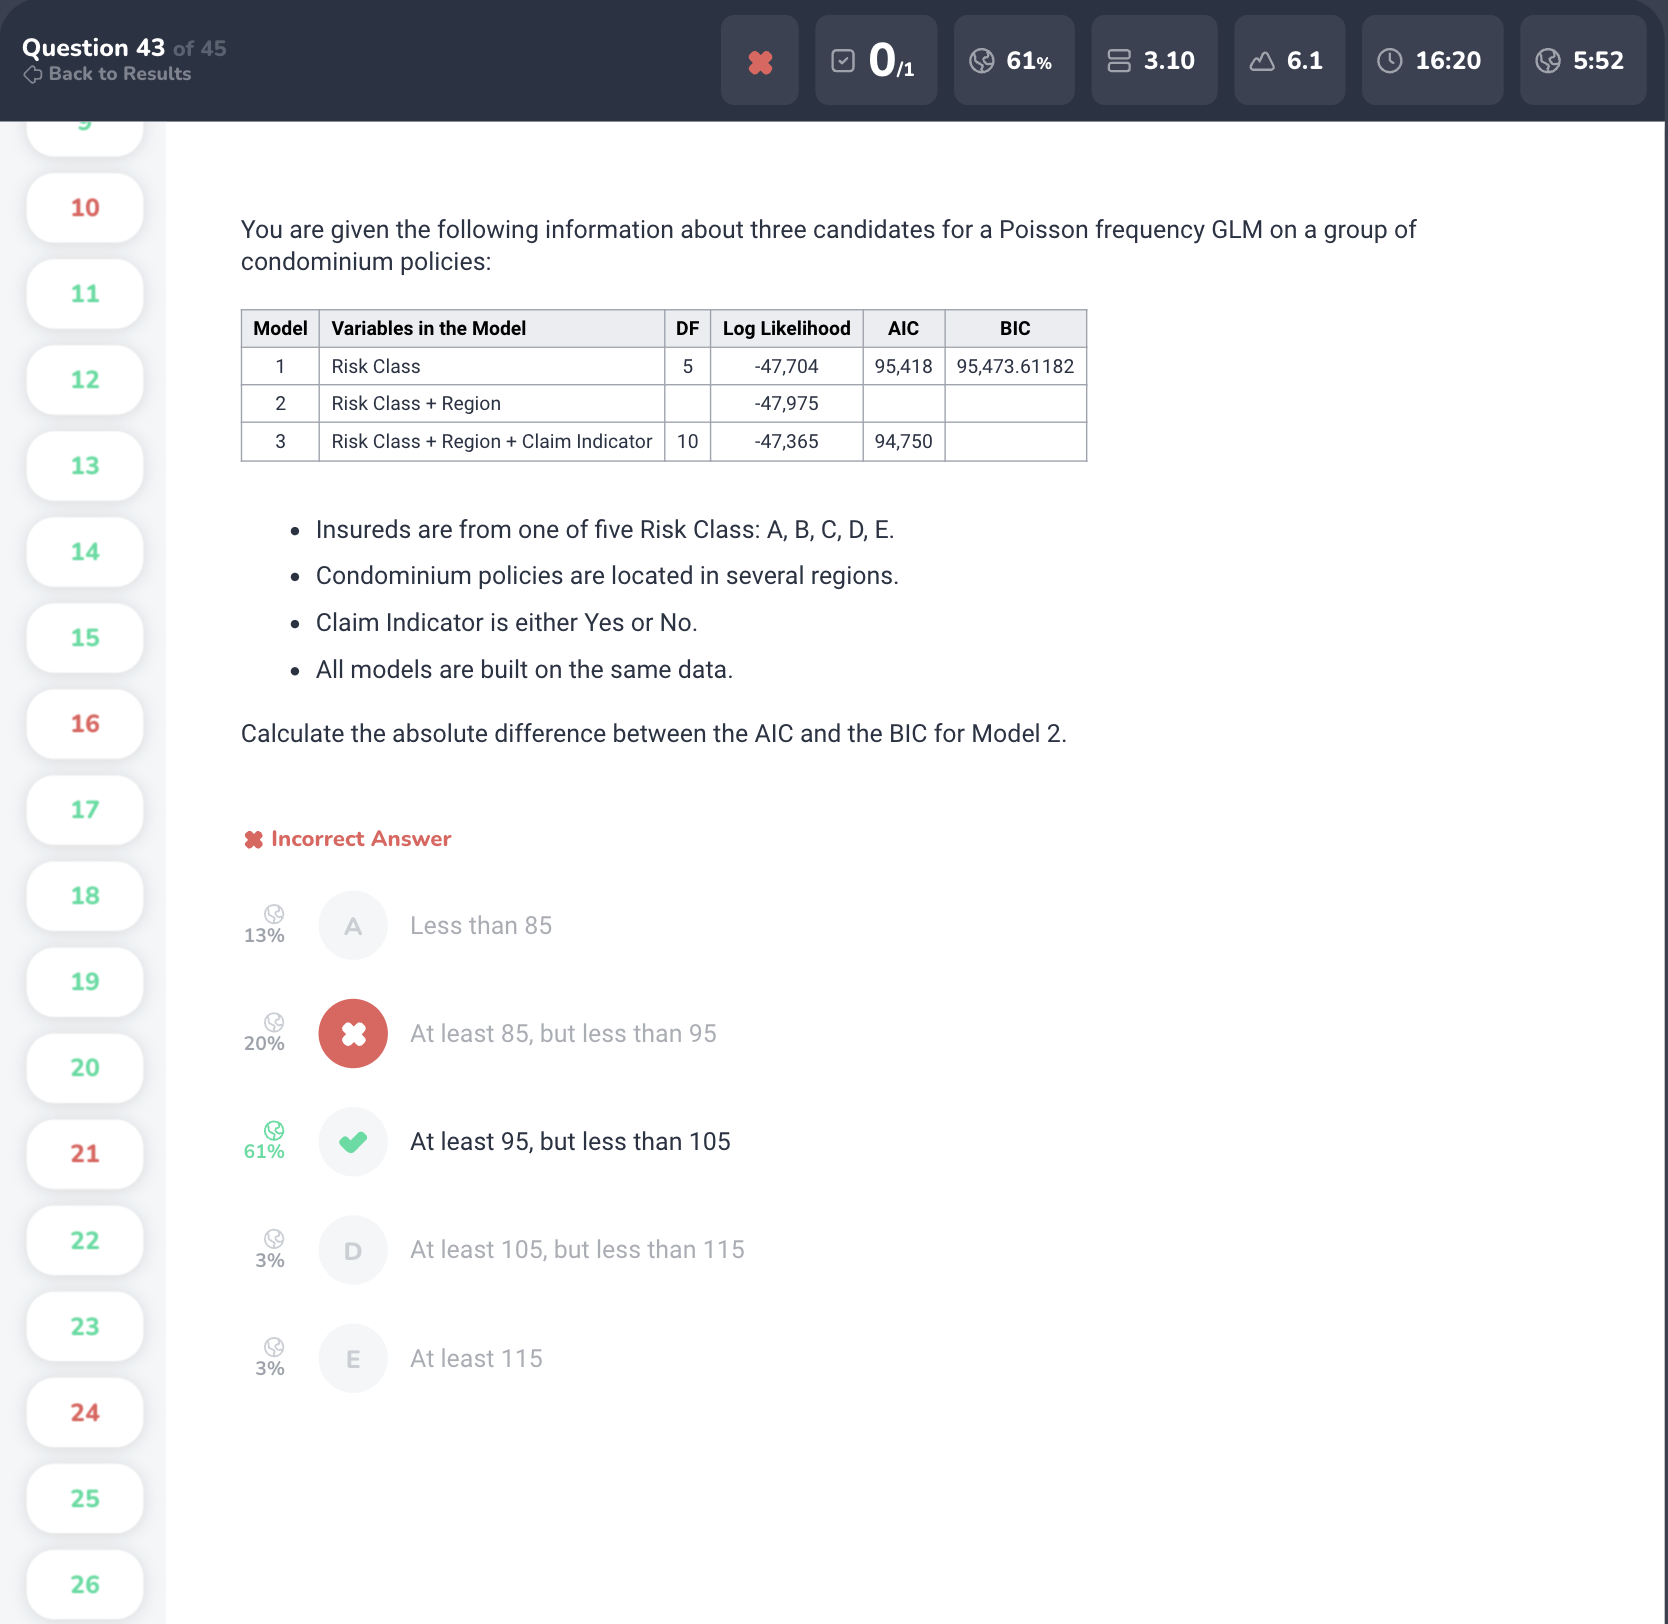 Question 43 of 45
Back to Results
0/1
61%
3.10
6.1
16:20
5:52
9
10
11
12
13
14
15
16
17
18
19
20
21
22
23
24
25
26
You are given the following information about three candidates for a Poisson frequency GLM on a group of
condominium policies:
Model Variables in the Model DF Log Likelihood AIC BIC
1 Risk Class 5 -47,704 95,418 95,473.61182
2 Risk Class + Region -47,975
3 Risk Class + Region + Claim Indicator 10 -47,365 94,750
• Insureds are from one of five Risk Class: A, B, C, D, E.
• Condominium policies are located in several regions.
• Claim Indicator is either Yes or No.
• All models are built on the same data.
Calculate the absolute difference between the AIC and the BIC for Model 2.
Incorrect Answer
13% A Less than 85
20% At least 85, but less than 95
61% At least 95, but less than 105
3% D At least 105, but less than 115
3% E At least 115